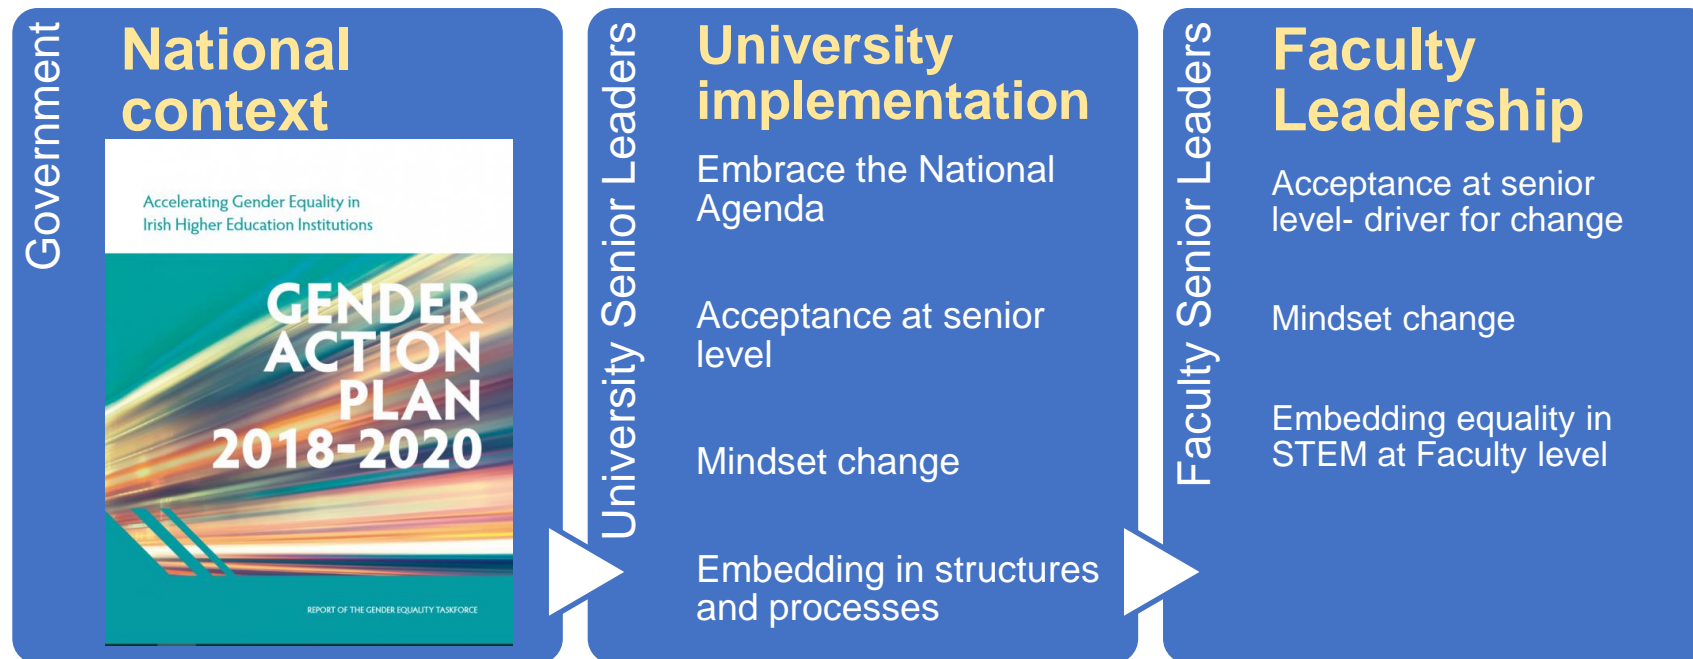 Government
National
context
Accelerating Gender Equality in
Irish Higher Education Institutions
GENDER
ACTION
PLAN
2018-2020
REPORT OF THE GENDER EQUALITY TASKFORCE
University Senior Leaders
University
implementation
Embrace the National
Agenda
Acceptance at senior
level
Mindset change
Embedding in structures
and processes
Faculty Senior Leaders
Faculty
Leadership
Acceptance at senior
level- driver for change
Mindset change
Embedding equality in
STEM at Faculty level